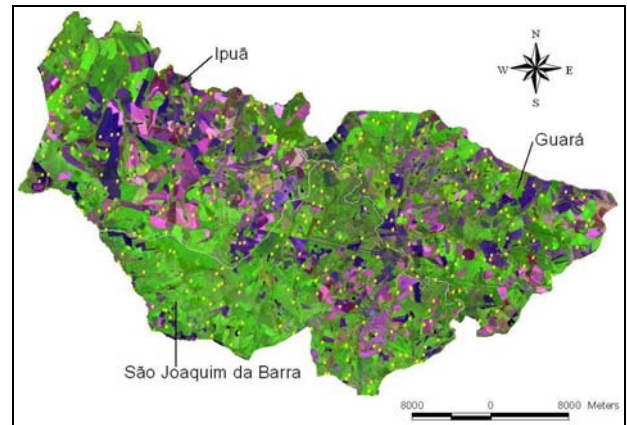 N
Ipuã
W E
S
Guará
São Joaquim da Barra
8000 0 8000 Meters